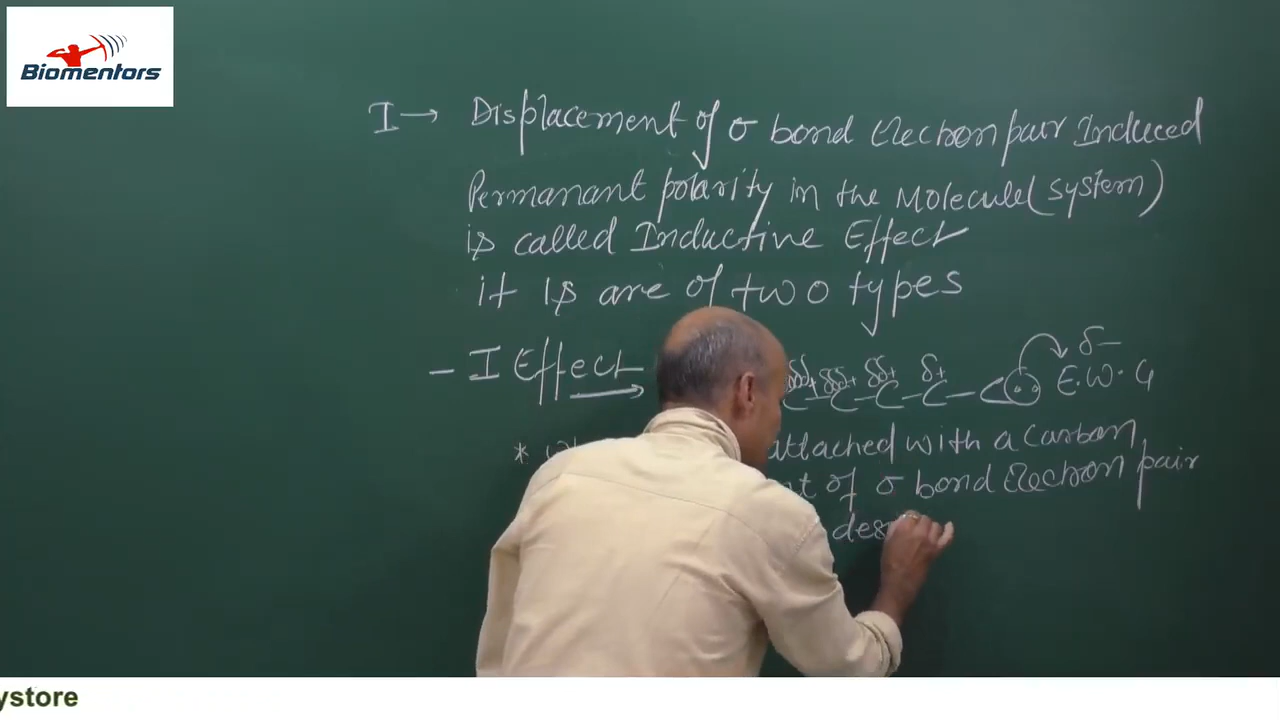 Biomentors
I → Displacement of σ bond Electron pair Induced
Permanant polarity in the Molecule (system)
is called Inductive Effect
it is are of two types
- I Effect →
δδ+ δ+ δ-
C - C - C - C - E.W.G
* attached with a Carbon
of σ bond Electron pair
ystore